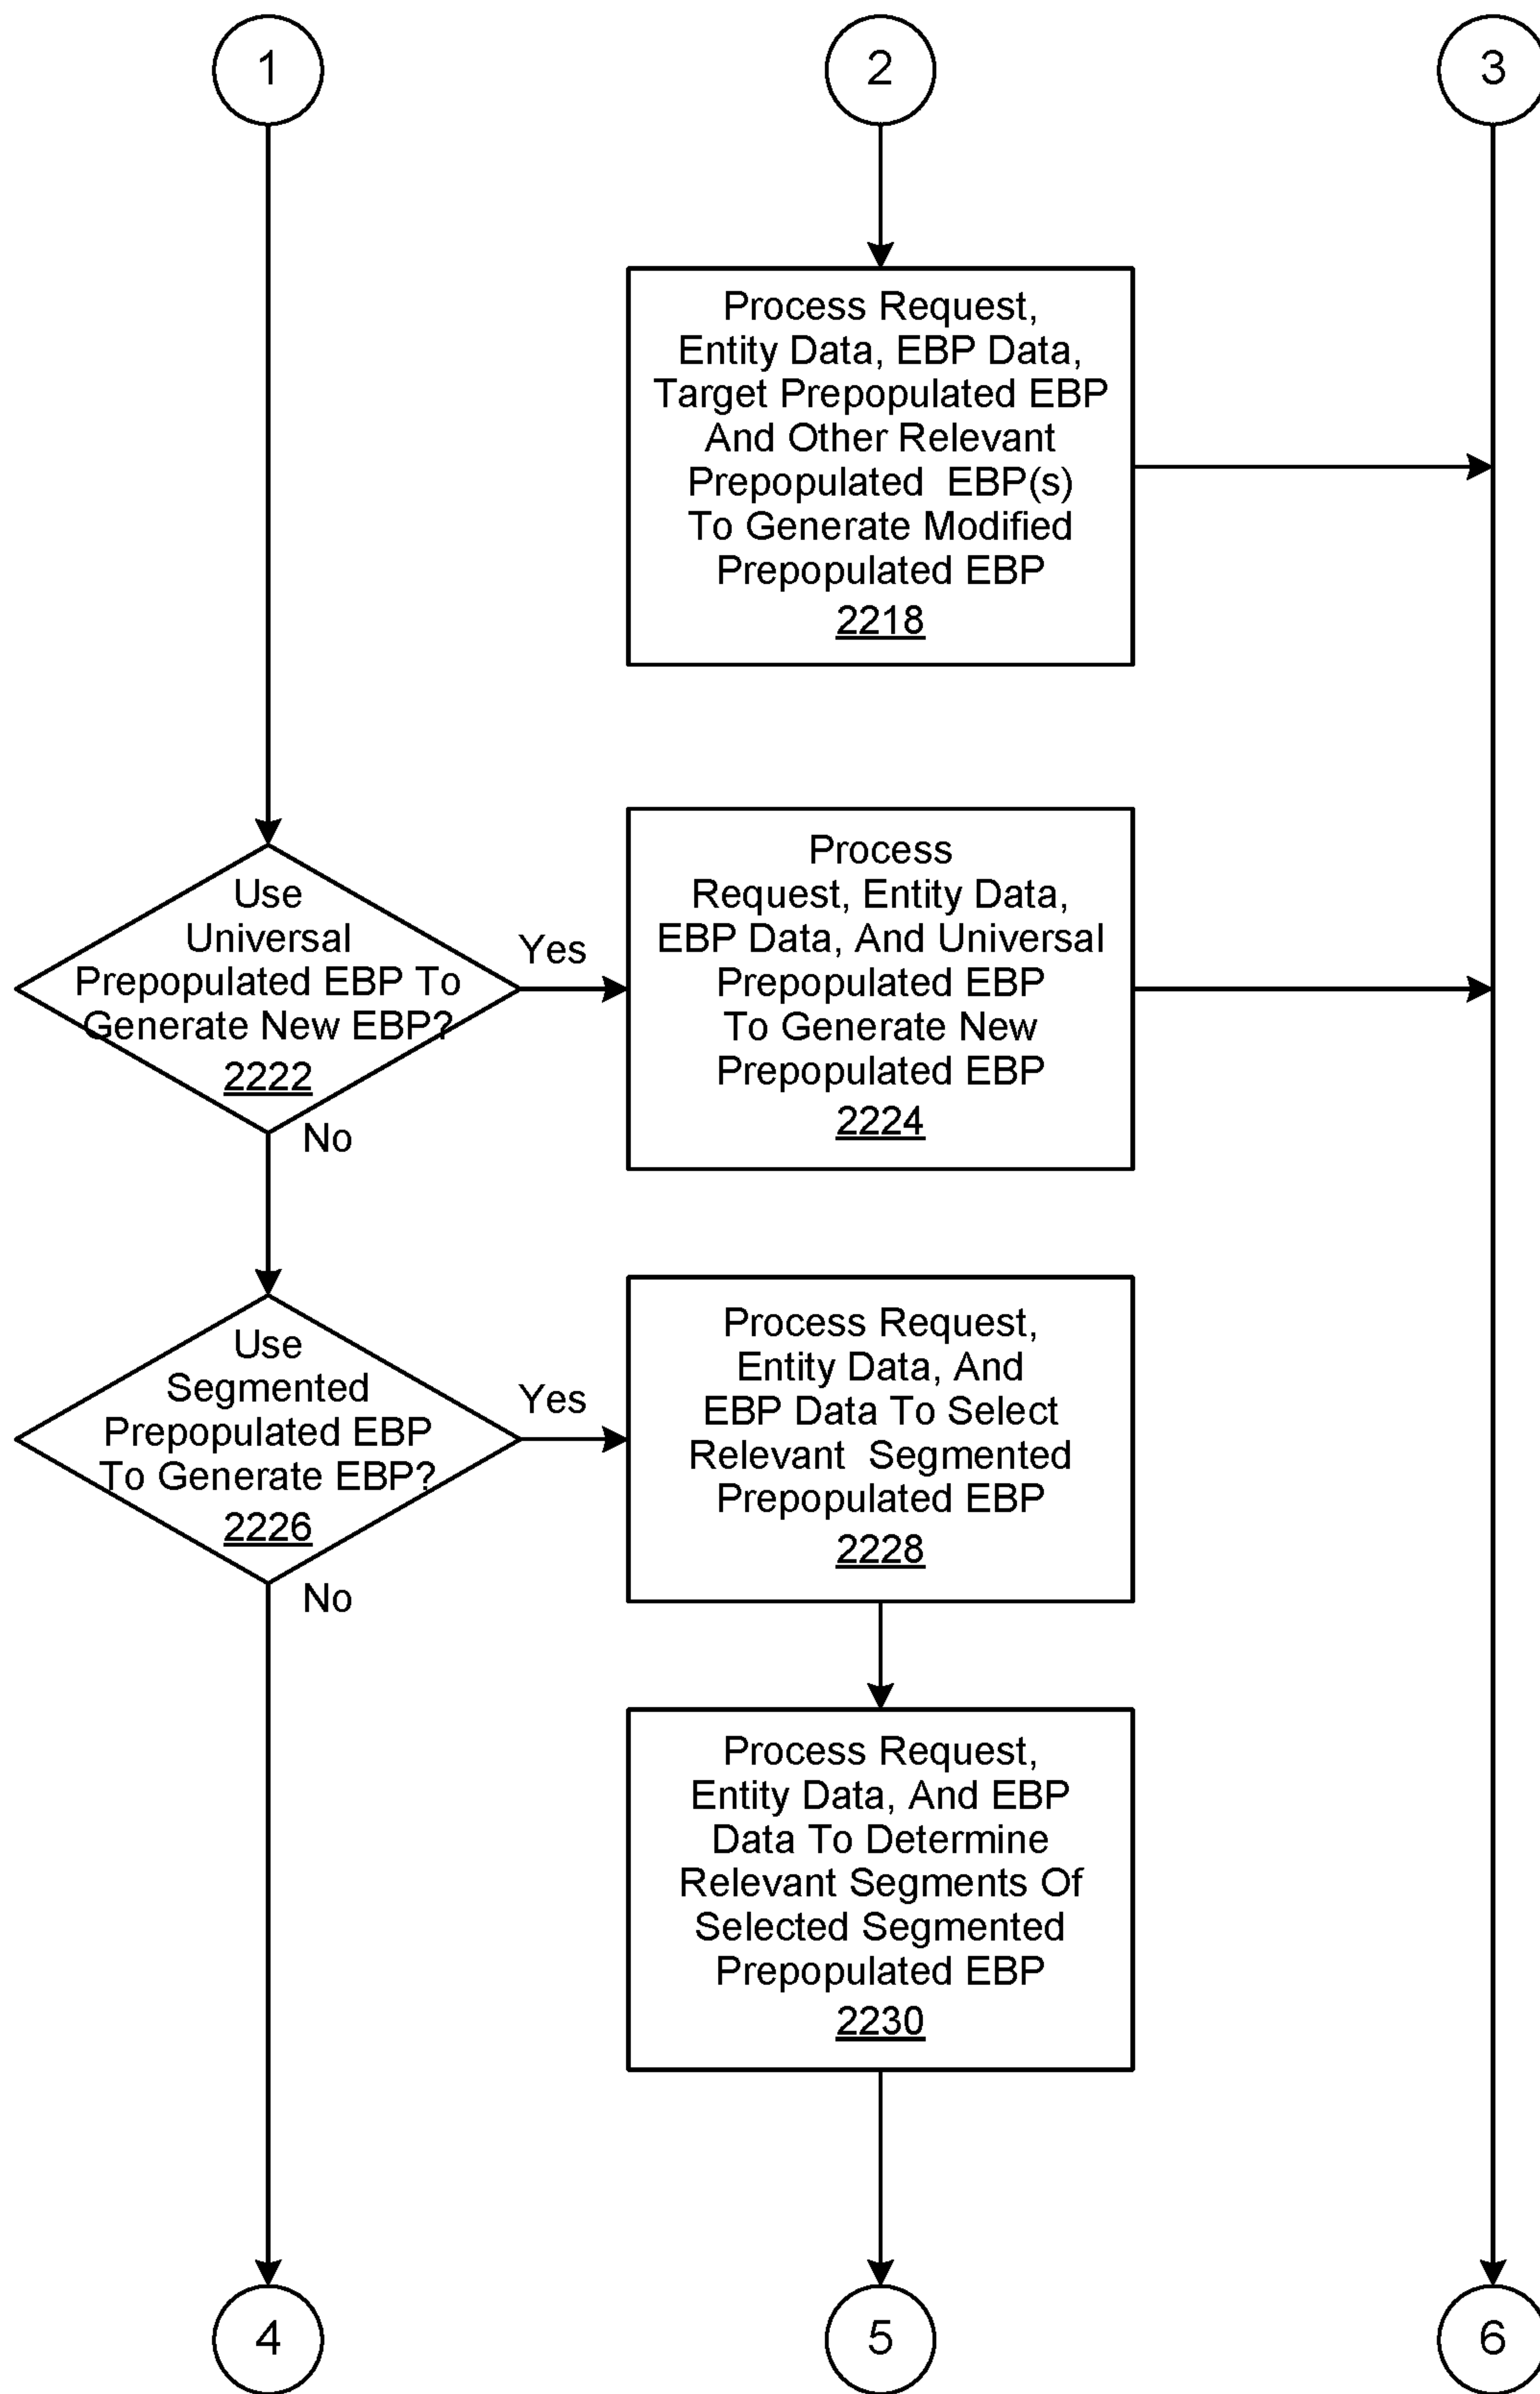 1
2
3
Process Request,
Entity Data, EBP Data,
Target Prepopulated EBP
And Other Relevant
Prepopulated EBP(s)
To Generate Modified
Prepopulated EBP
2218
Use
Universal
Prepopulated EBP To
Generate New EBP?
2222
Yes
No
Process
Request, Entity Data,
EBP Data, And Universal
Prepopulated EBP
To Generate New
Prepopulated EBP
2224
Use
Segmented
Prepopulated EBP
To Generate EBP?
2226
Yes
No
Process Request,
Entity Data, And
EBP Data To Select
Relevant Segmented
Prepopulated EBP
2228
Process Request,
Entity Data, And EBP
Data To Determine
Relevant Segments Of
Selected Segmented
Prepopulated EBP
2230
4
5
6